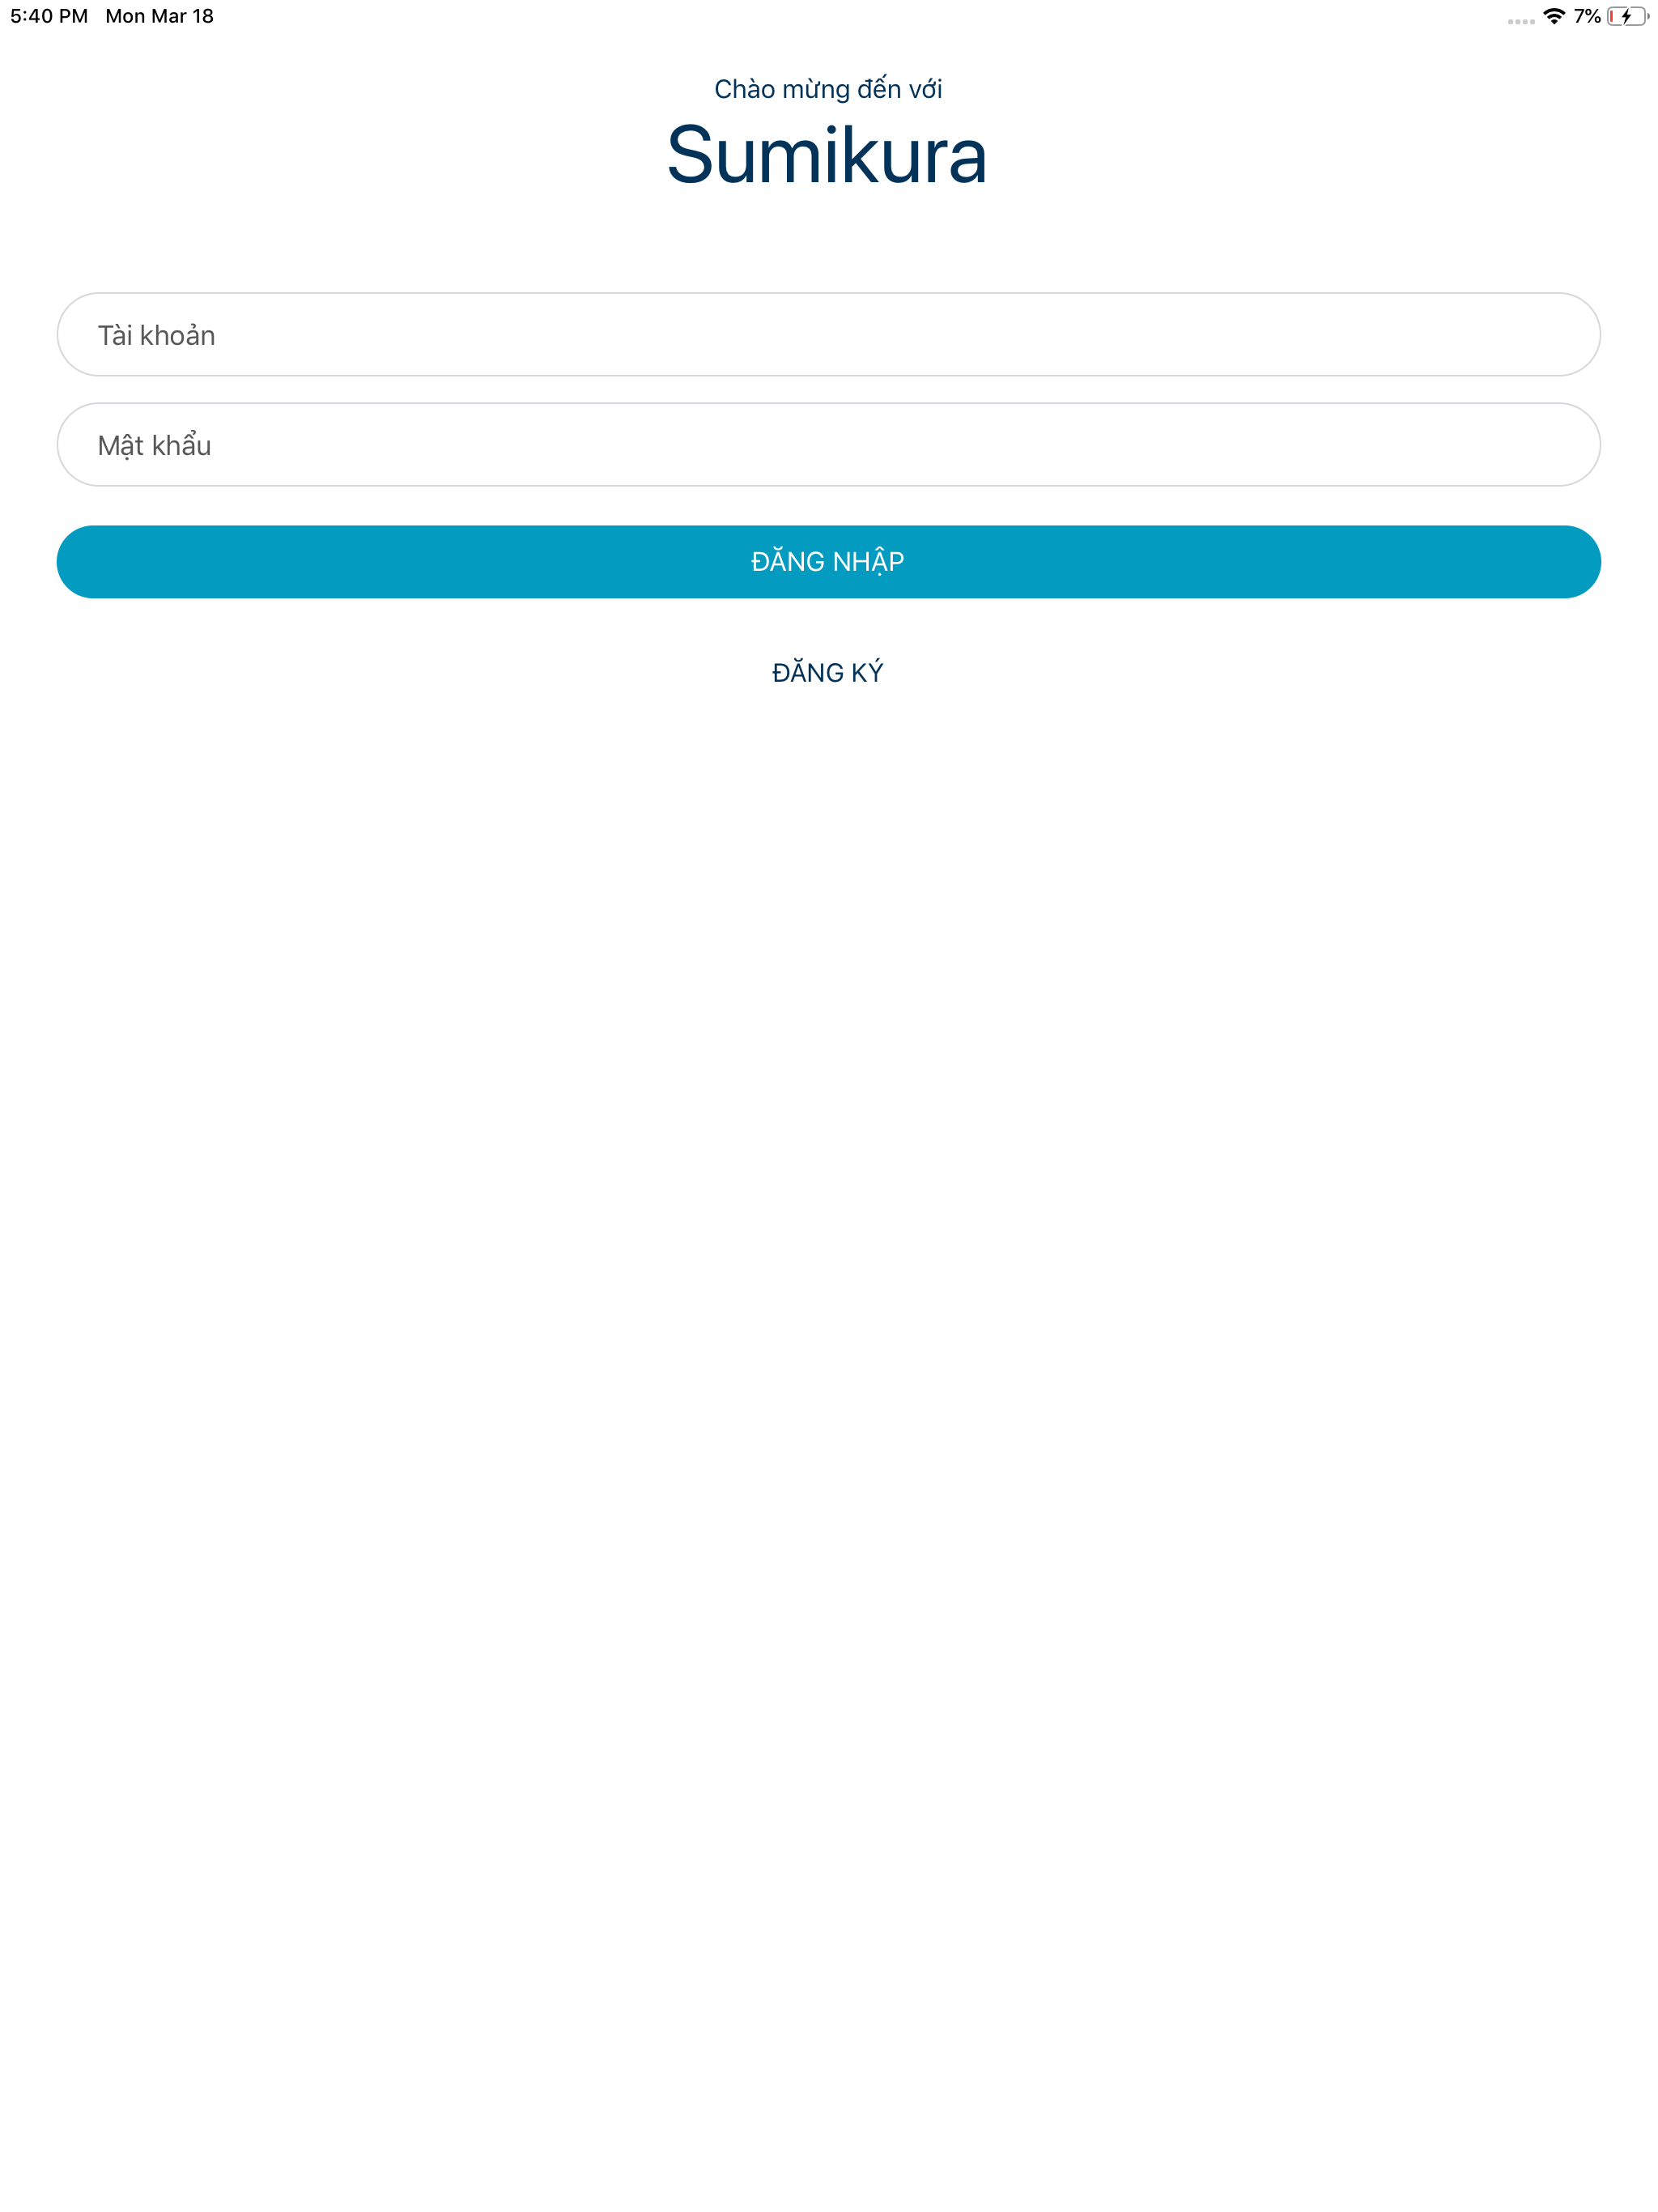 5:40 PM Mon Mar 18
7%
Chào mừng đến với
Sumikura
Tài khoản
Mật khẩu
ĐĂNG NHẬP
ĐĂNG KÝ